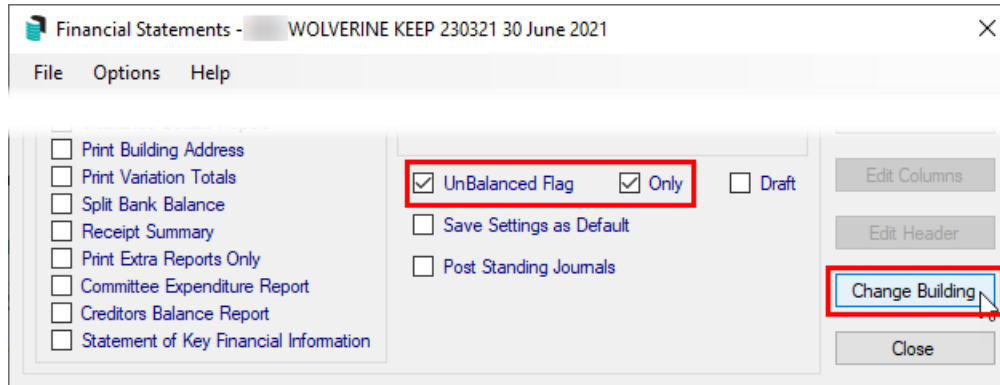 Financial Statements - WOLVERINE KEEP 230321 30 June 2021
File Options Help
Print Building Address
Print Variation Totals
Split Bank Balance
Receipt Summary
Print Extra Reports Only
Committee Expenditure Report
Creditors Balance Report
Statement of Key Financial Information
UnBalanced Flag Only Draft
Save Settings as Default
Post Standing Journals
Edit Columns
Edit Header
Change Building
Close